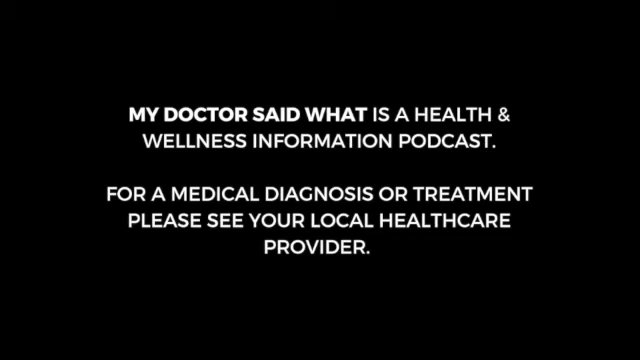 MY DOCTOR SAID WHAT IS A HEALTH &
WELLNESS INFORMATION PODCAST.
FOR A MEDICAL DIAGNOSIS OR TREATMENT
PLEASE SEE YOUR LOCAL HEALTHCARE
PROVIDER.